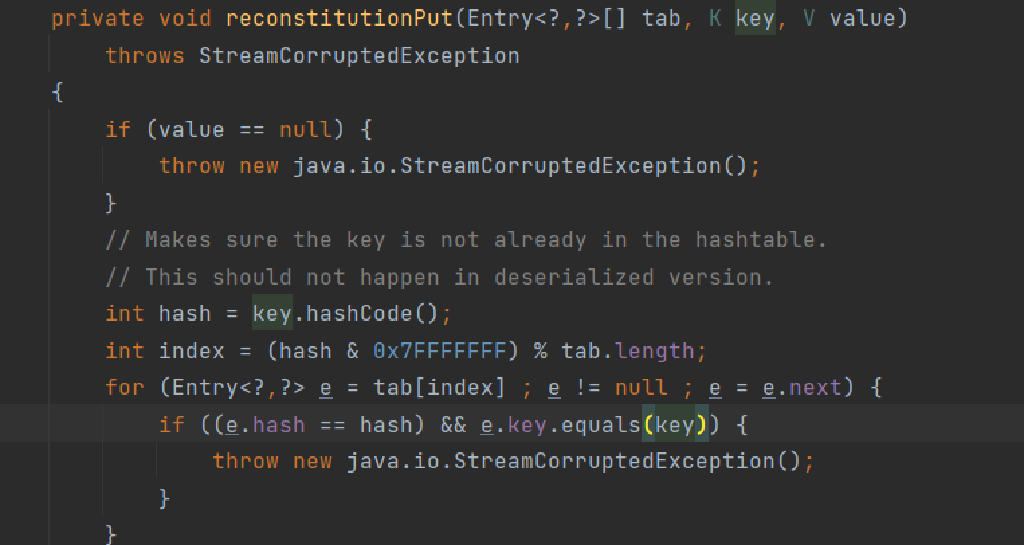 private void reconstitutionPut(Entry<?,?>[] tab, K key, V value)
throws StreamCorruptedException
{
if (value == null) {
throw new java.io.StreamCorruptedException();
}
// Makes sure the key is not already in the hashtable.
// This should not happen in deserialized version.
int hash = key.hashCode();
int index = (hash & 0x7FFFFFFF) % tab.length;
for (Entry<?,?> e = tab[index] ; e != null ; e = e.next) {
if ((e.hash == hash) && e.key.equals(key)) {
throw new java.io.StreamCorruptedException();
}
}